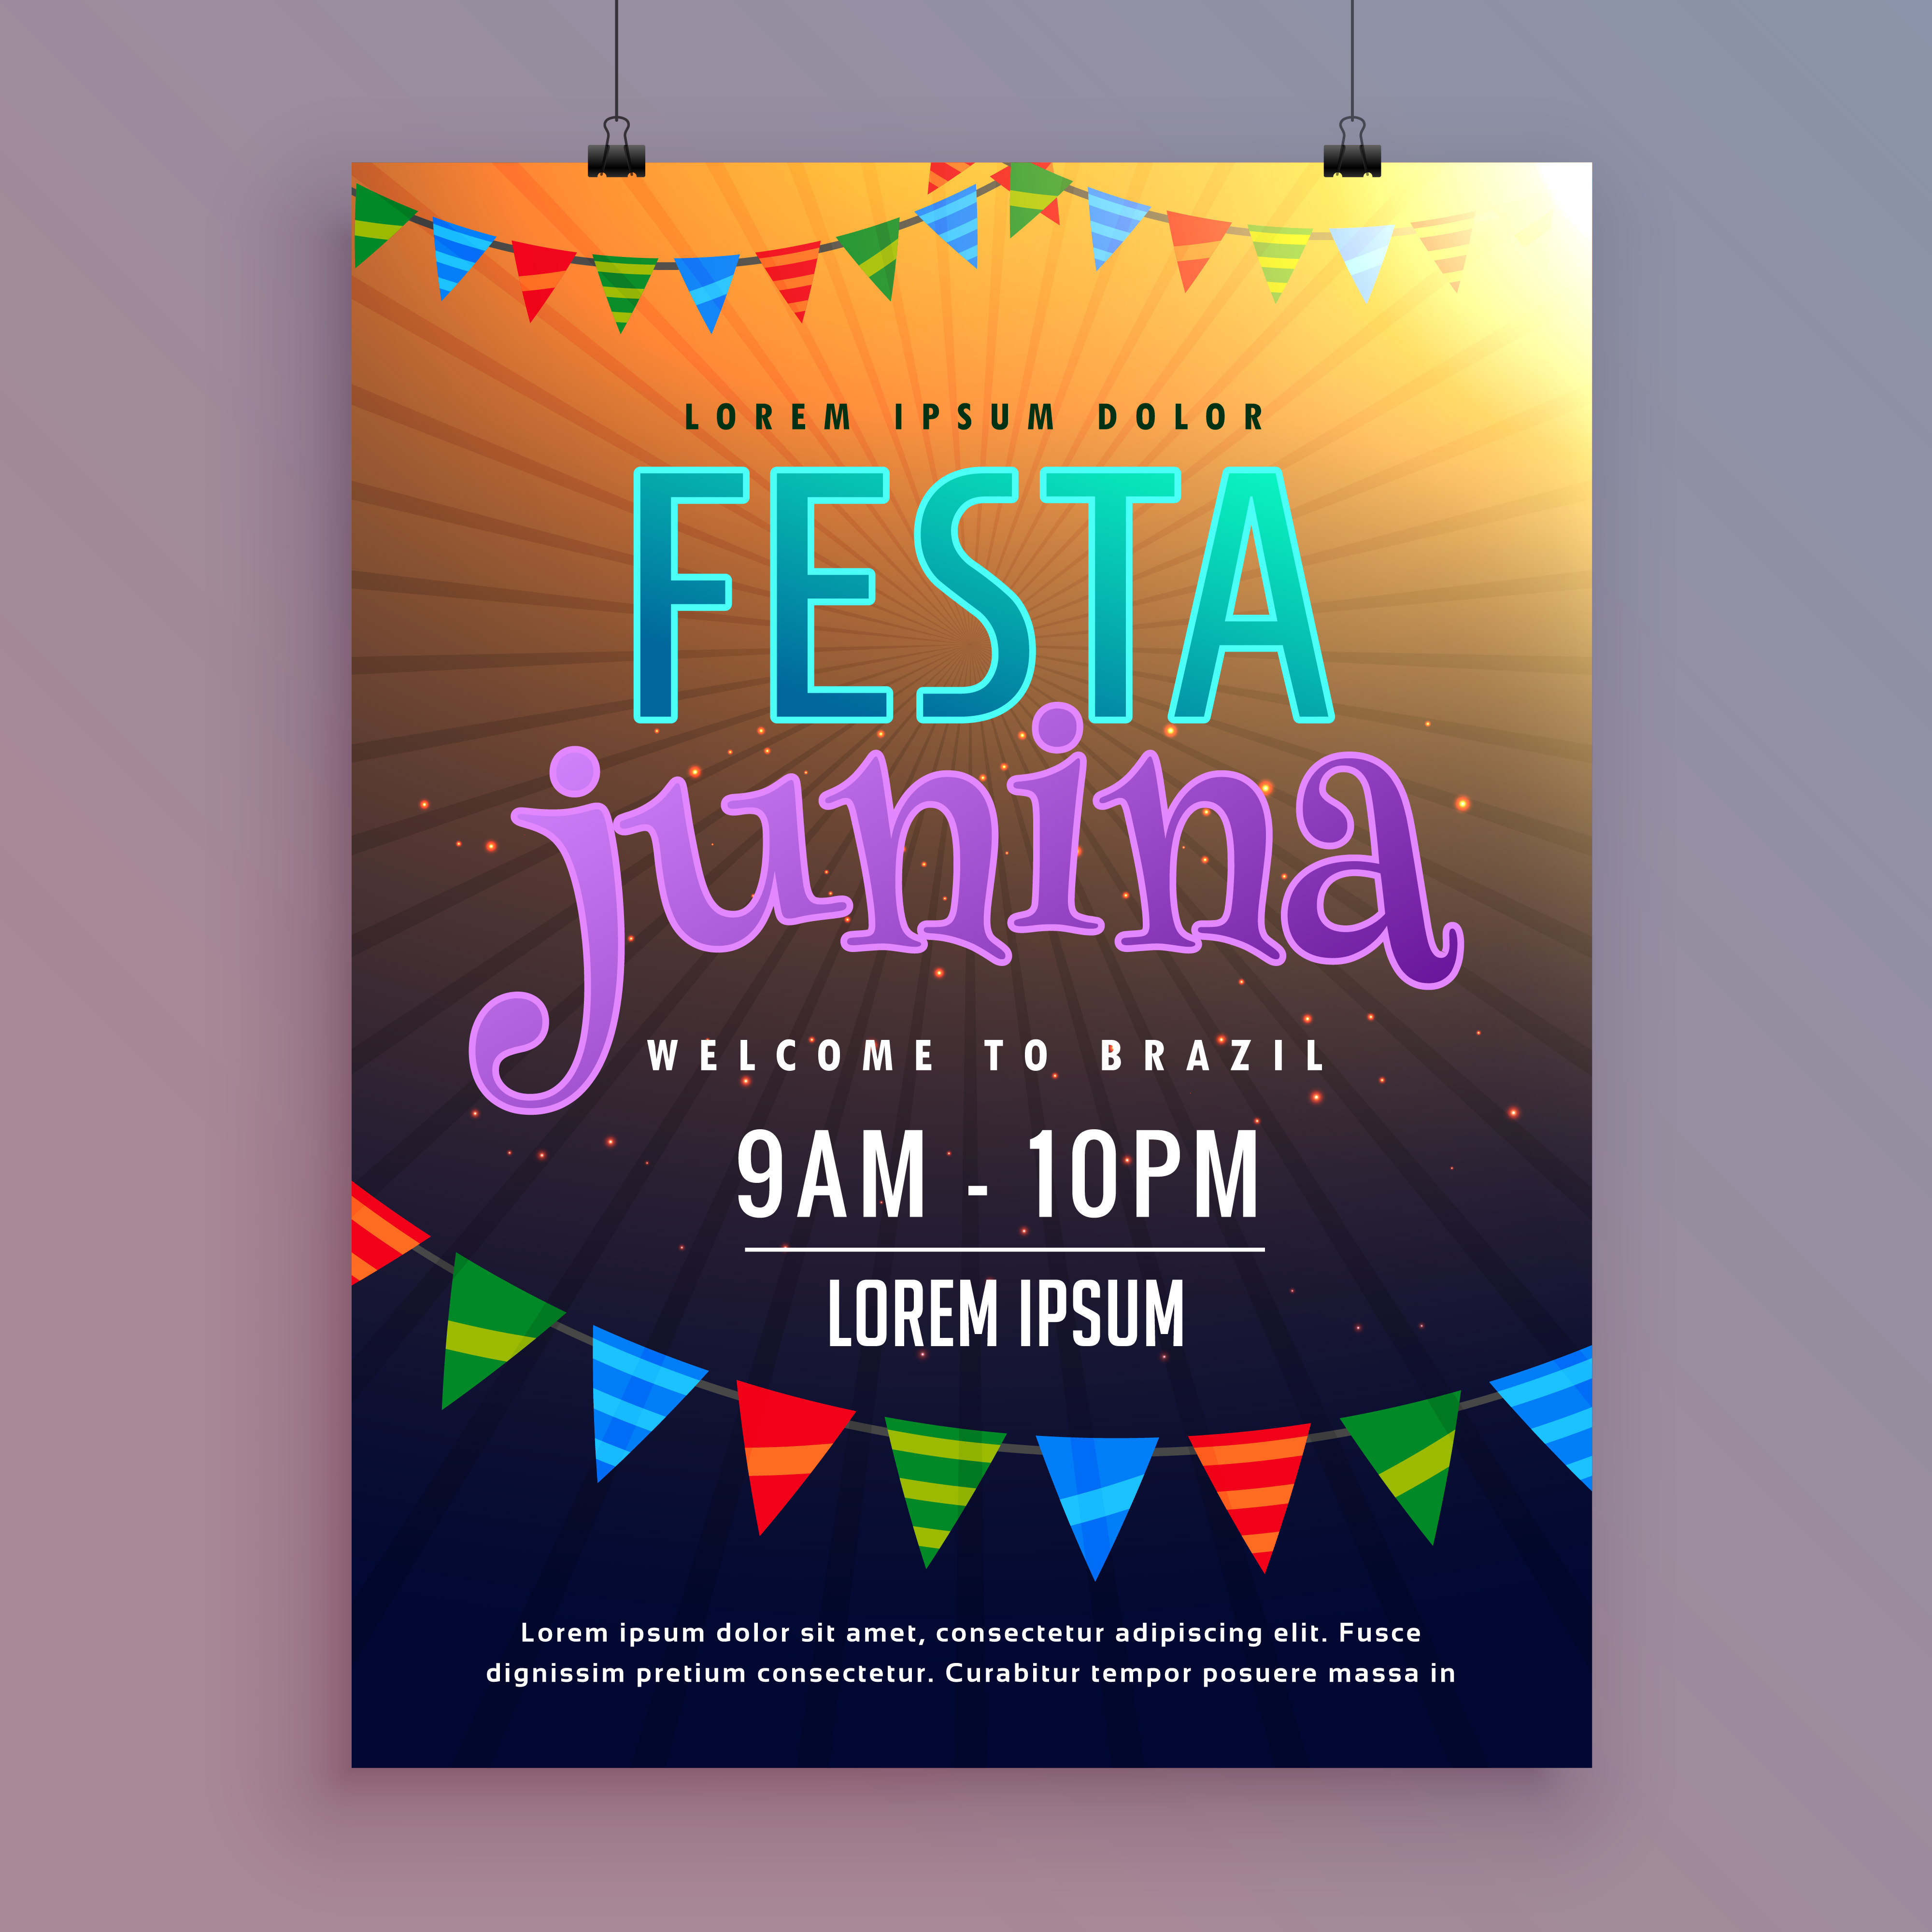 LOREM IPSUM DOLOR
FESTA
junina
WELCOME TO BRAZIL
9AM - 10PM
LOREM IPSUM
Lorem ipsum dolor sit amet, consectetur adipiscing elit. Fusce
dignissim pretium consectetur. Curabitur tempor posuere massa in